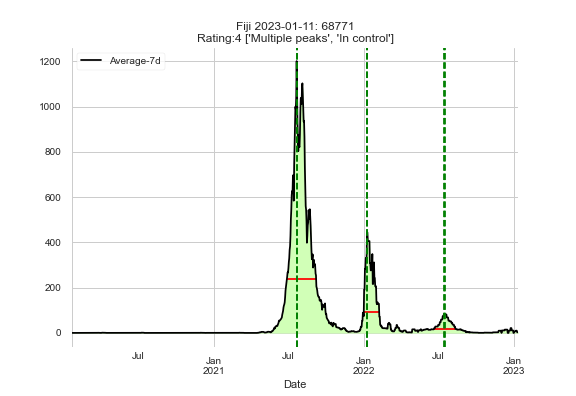 Fiji 2023-01-11: 68771
Rating:4 ['Multiple peaks', 'In control']
Average-7d
1200
1000
800
600
400
200
0
Jul
Jan
2021
Jul
Jan
2022
Jul
Jan
2023
Date